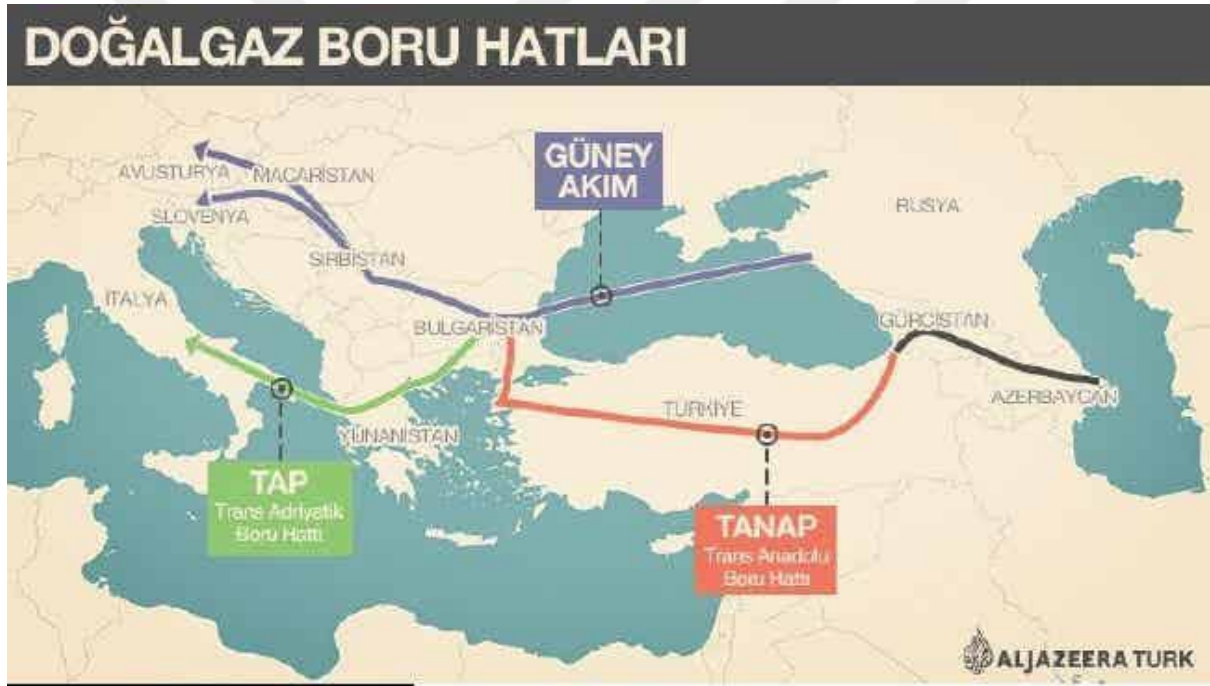 DOĞALGAZ BORU HATLARI
GÜNEY
AKIM
AVUSTURYA
MACARİSTAN
SLOVENYA
RUSYA
SIRBİSTAN
İTALYA
BULGARİSTAN
GÜRCİSTAN
AZERBAYCAN
TÜRKİYE
YUNANİSTAN
TAP
Trans Adriyatik
Boru Hattı
TANAP
Trans Anadolu
Boru Hattı
ALJAZEERA TURK